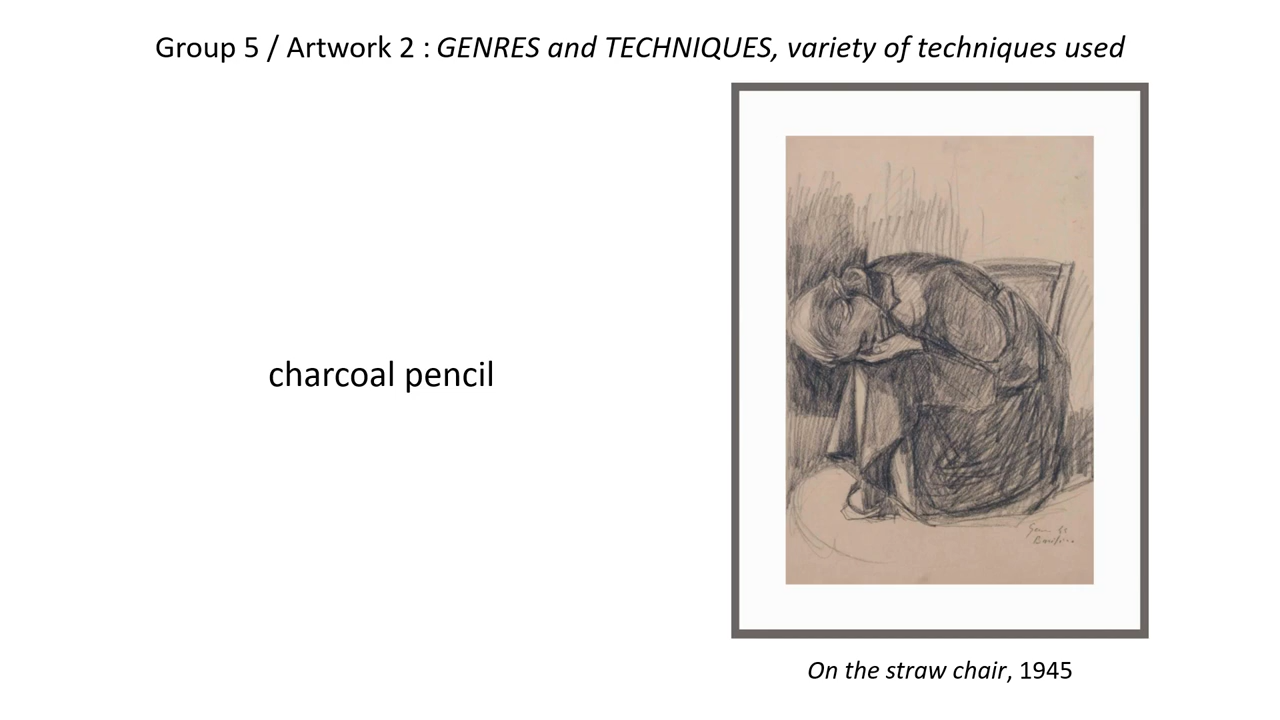 Group 5 / Artwork 2 : GENRES and TECHNIQUES, variety of techniques used
charcoal pencil
On the straw chair, 1945